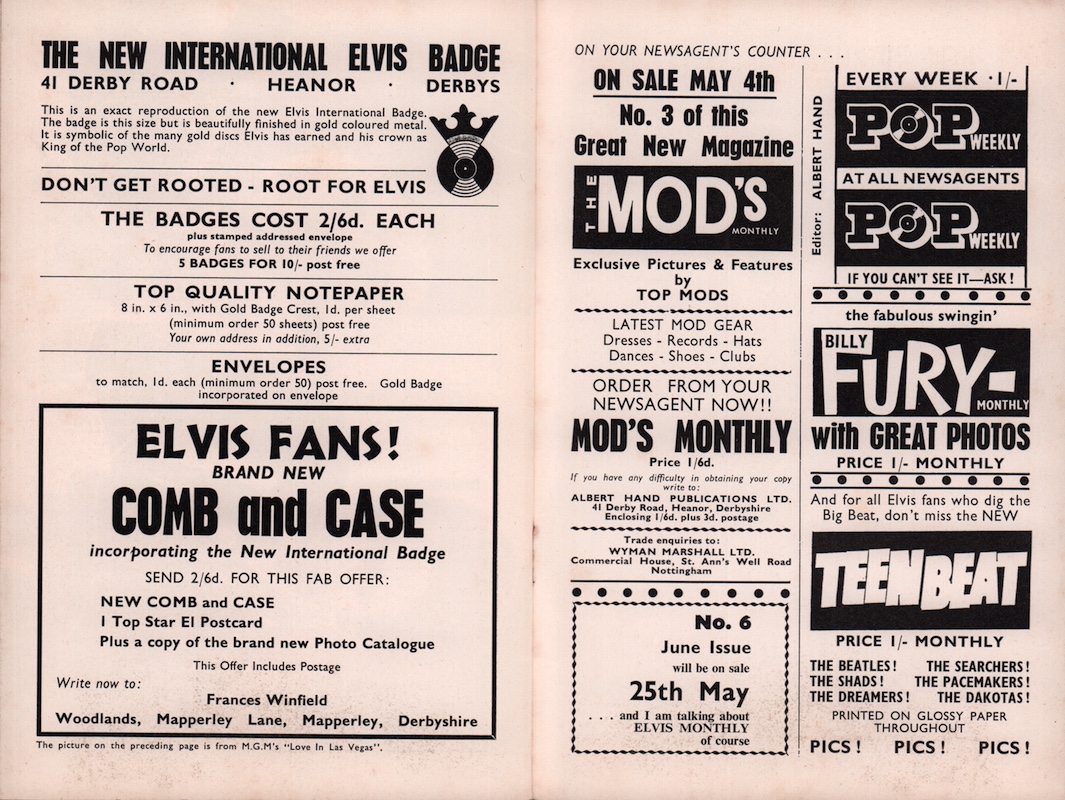 THE NEW INTERNATIONAL ELVIS BADGE
41 DERBY ROAD · HEANOR · DERBYS
This is an exact reproduction of the new Elvis International Badge.
The badge is this size but is beautifully finished in gold coloured metal.
It is symbolic of the many gold discs Elvis has earned and his crown as
King of the Pop World.
DON'T GET ROOTED - ROOT FOR ELVIS
THE BADGES COST 2/6d. EACH
plus stamped addressed envelope
To encourage fans to sell to their friends we offer
5 BADGES FOR 10/- post free
TOP QUALITY NOTEPAPER
8 in. x 6 in., with Gold Badge Crest, 1d. per sheet
(minimum order 50 sheets) post free
Your own address in addition, 5/- extra
ENVELOPES
to match, 1d. each (minimum order 50) post free. Gold Badge
incorporated on envelope
ELVIS FANS!
BRAND NEW
COMB and CASE
incorporating the New International Badge
SEND 2/6d. FOR THIS FAB OFFER:
NEW COMB and CASE
1 Top Star El Postcard
Plus a copy of the brand new Photo Catalogue
This Offer Includes Postage
Write now to:
Frances Winfield
Woodlands, Mapperley Lane, Mapperley, Derbyshire
The picture on the preceding page is from M.G.M's "Love In Las Vegas".
ON YOUR NEWSAGENT'S COUNTER . . .
ON SALE MAY 4th
No. 3 of this
Great New Magazine
THE MOD'S
MONTHLY
Exclusive Pictures & Features
by
TOP MODS
LATEST MOD GEAR
Dresses - Records - Hats
Dances - Shoes - Clubs
ORDER FROM YOUR
NEWSAGENT NOW!!
MOD'S MONTHLY
Price 1/6d.
If you have any difficulty in obtaining your copy
write to:
ALBERT HAND PUBLICATIONS LTD.
41 Derby Road, Heanor, Derbyshire
Enclosing 1/6d. plus 3d. postage
Trade enquiries to:
WYMAN MARSHALL LTD.
Commercial House, St. Ann's Well Road
Nottingham
No. 6
June Issue
will be on sale
25th May
. . . and I am talking about
ELVIS MONTHLY
of course
Editor: ALBERT HAND
EVERY WEEK · 1/-
POP WEEKLY
AT ALL NEWSAGENTS
POP WEEKLY
IF YOU CAN'T SEE IT—ASK!
the fabulous swingin'
BILLY
FURY-
MONTHLY
with GREAT PHOTOS
PRICE 1/- MONTHLY
And for all Elvis fans who dig the
Big Beat, don't miss the NEW
TEENBEAT
PRICE 1/- MONTHLY
THE BEATLES! THE SEARCHERS!
THE SHADS! THE PACEMAKERS!
THE DREAMERS! THE DAKOTAS!
PRINTED ON GLOSSY PAPER
THROUGHOUT
PICS! PICS! PICS!